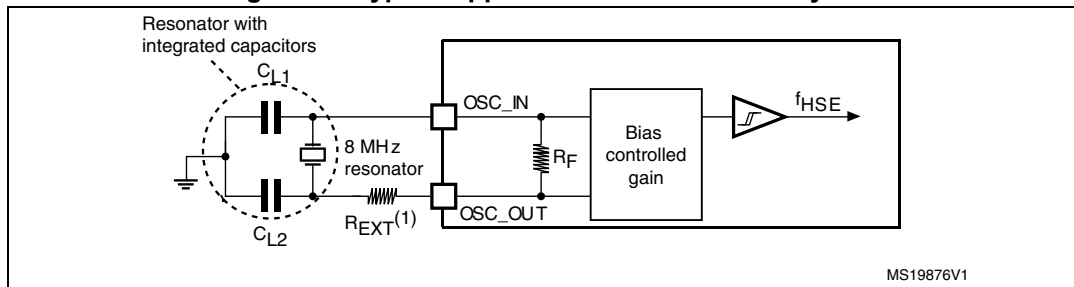 Resonator with
integrated capacitors
CL1
OSC_IN
fHSE
8 MHz
resonator
RF
Bias
controlled
gain
REXT(1)
OSC_OUT
CL2
MS19876V1